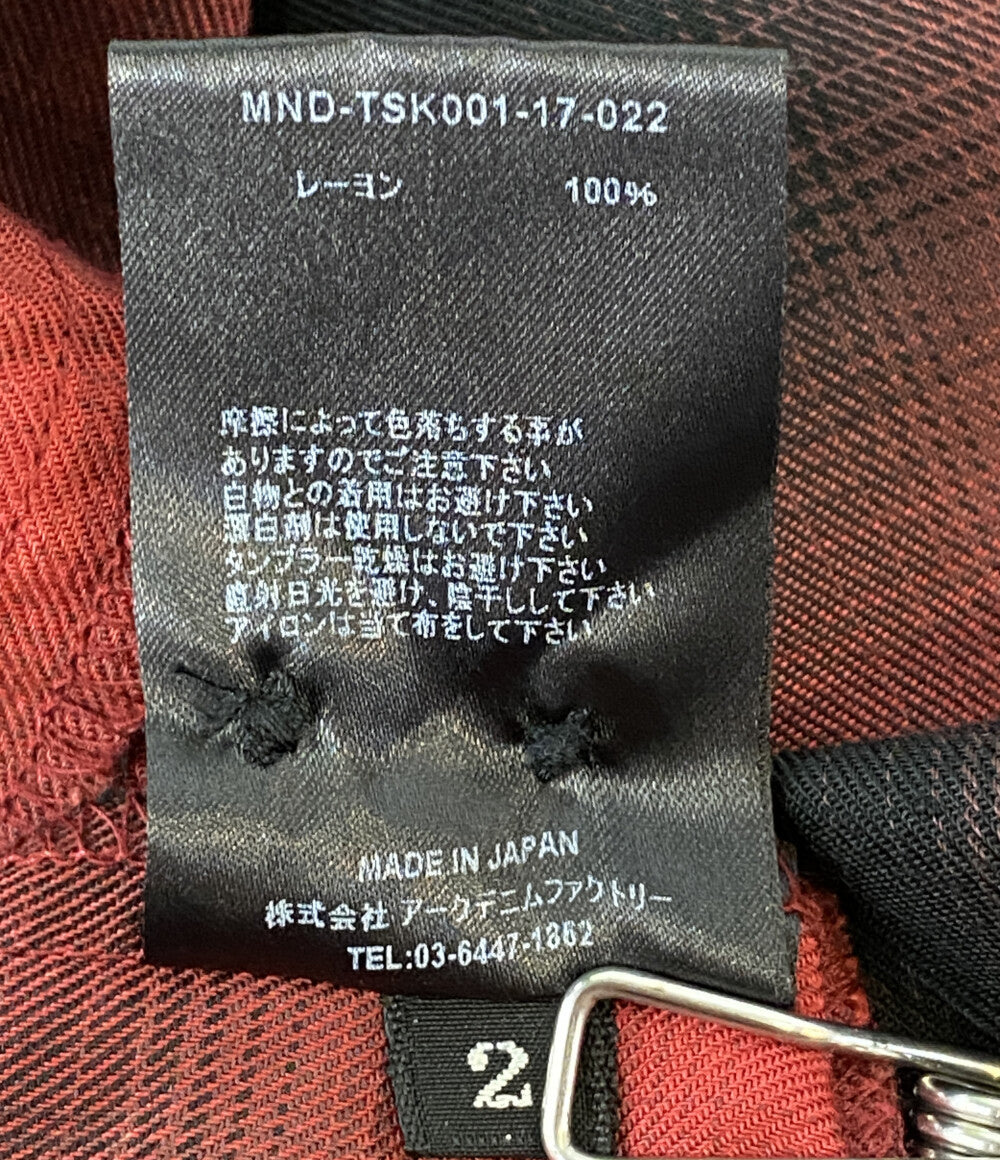 MND-TSK001-17-022
レーヨン 100%
摩擦によって色落ちする事が
ありますのでご注意下さい
白物との着用はお避け下さい
漂白剤は使用しないで下さい
タンブラー乾燥はお避け下さい
直射日光を避け、陰干しして下さい
アイロンは当て布をして下さい
MADE IN JAPAN
株式会社 アークデニムファクトリー
TEL:03-6447-1862
2